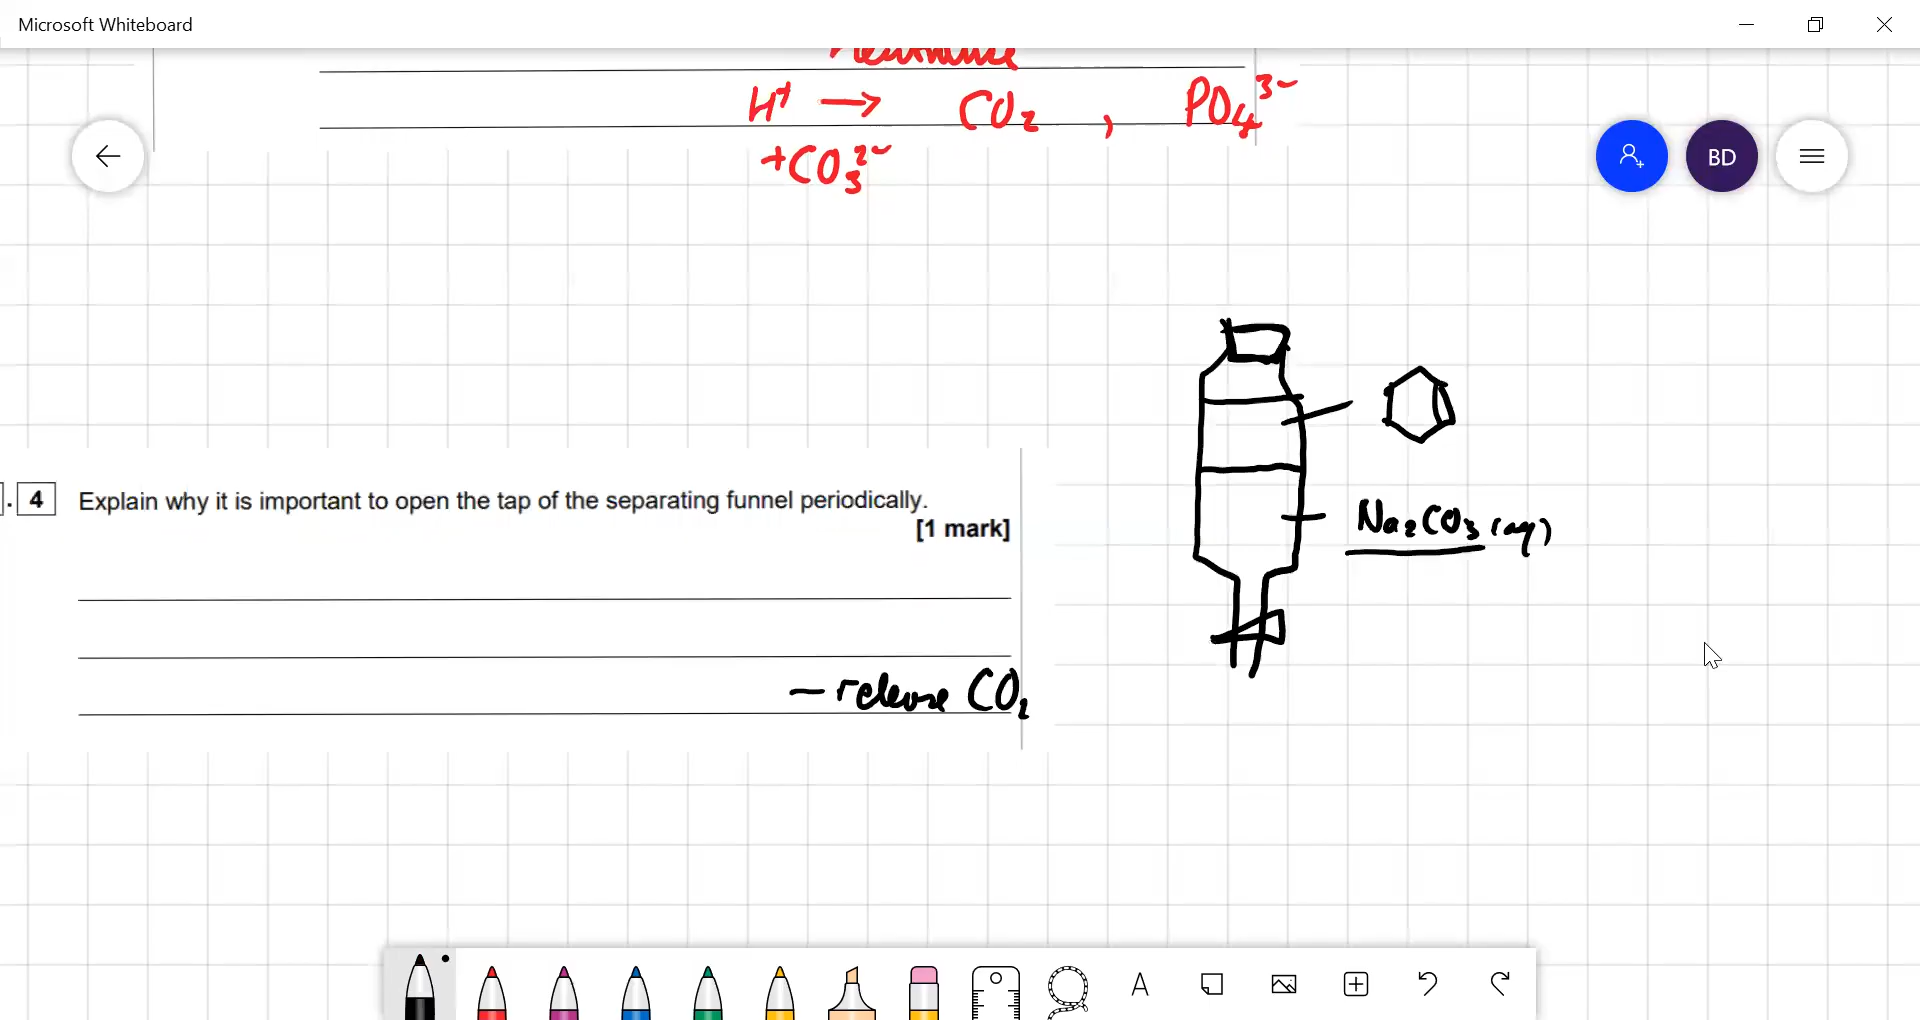 Microsoft Whiteboard
H⁺ → CO₂ , PO₄³⁻
+CO₃²⁻
BD
. 4 Explain why it is important to open the tap of the separating funnel periodically.
[1 mark]
Na₂CO₃ (aq)
– release CO₂
A